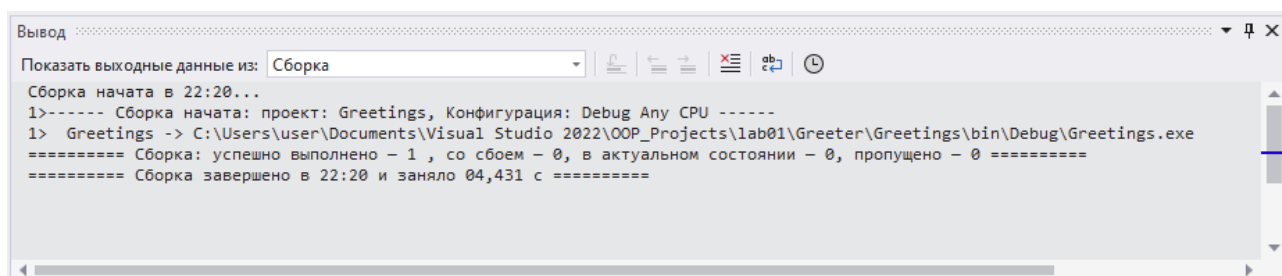 Вывод
Показать выходные данные из: Сборка
Сборка начата в 22:20...
1>------ Сборка начата: проект: Greetings, Конфигурация: Debug Any CPU ------
1>  Greetings -> C:\Users\user\Documents\Visual Studio 2022\OOP_Projects\lab01\Greeter\Greetings\bin\Debug\Greetings.exe
========== Сборка: успешно выполнено — 1 , со сбоем — 0, в актуальном состоянии — 0, пропущено — 0 ==========
========== Сборка завершено в 22:20 и заняло 04,431 с ==========